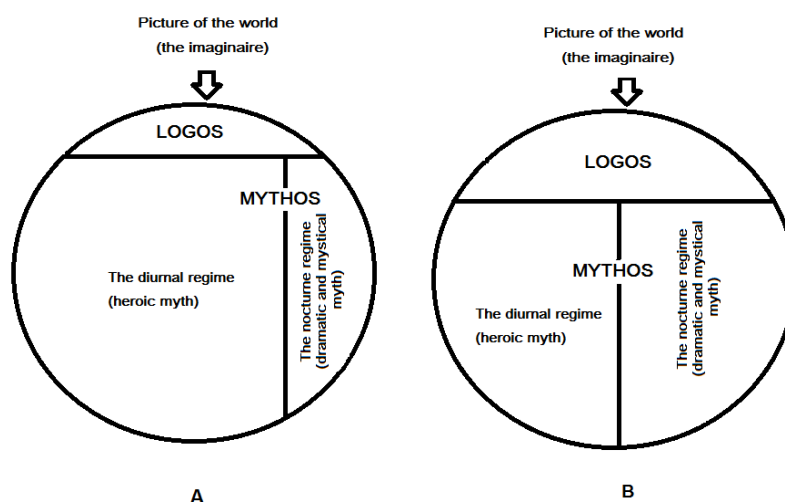 Picture of the world
(the imaginaire)
LOGOS
MYTHOS
The diurnal regime
(heroic myth)
The nocturne regime
(dramatic and mystical
myth)
A
Picture of the world
(the imaginaire)
LOGOS
MYTHOS
The diurnal regime
(heroic myth)
The nocturne regime
(dramatic and mystical
myth)
B